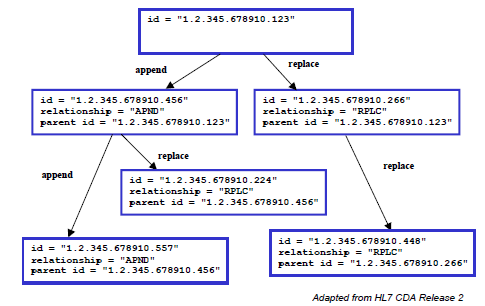 id = "1.2.345.678910.123"
append
replace
id = "1.2.345.678910.456"
relationship = "APND"
parent id = "1.2.345.678910.123"
id = "1.2.345.678910.266"
relationship = "RPLC"
parent id = "1.2.345.678910.123"
append
replace
replace
id = "1.2.345.678910.224"
relationship = "RPLC"
parent id = "1.2.345.678910.456"
id = "1.2.345.678910.557"
relationship = "APND"
parent id = "1.2.345.678910.456"
id = "1.2.345.678910.448"
relationship = "RPLC"
parent id = "1.2.345.678910.266"
Adapted from HL7 CDA Release 2